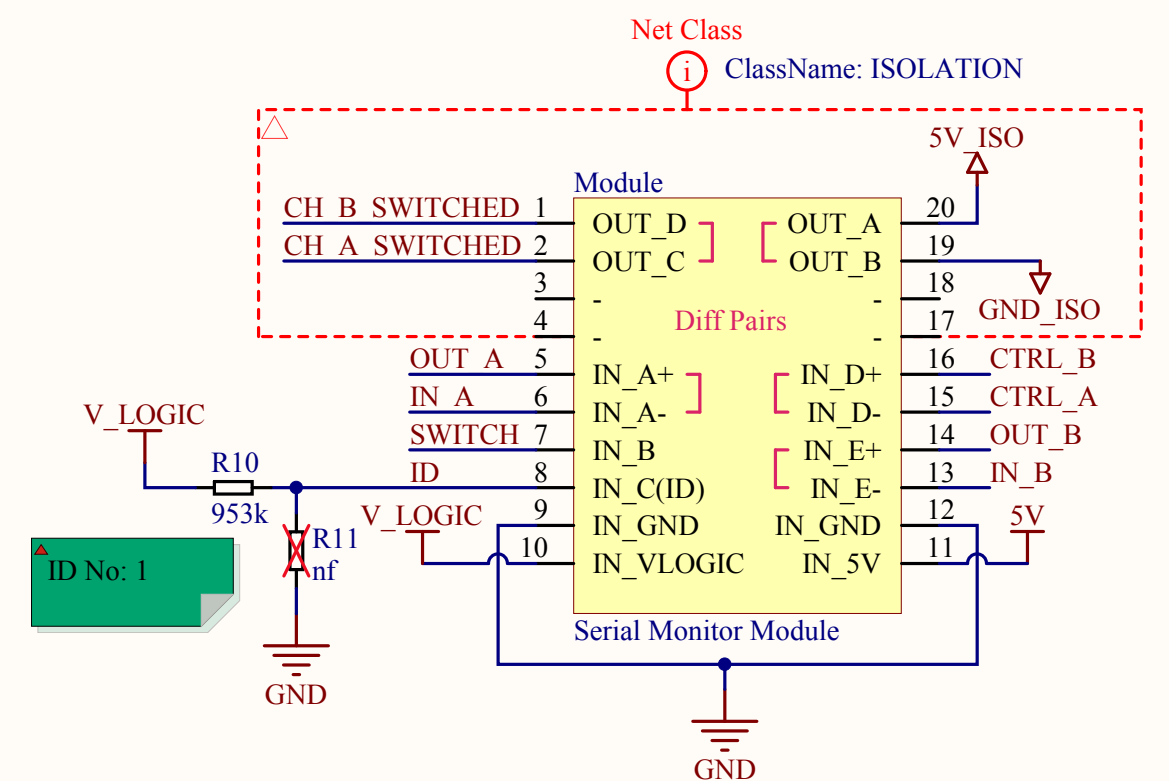 Net Class
ClassName: ISOLATION
5V_ISO
Module
CH_B_SWITCHED 1 OUT_D OUT_A 20
CH_A_SWITCHED 2 OUT_C OUT_B 19
3 - - 18
GND_ISO
Diff Pairs
4 - - 17
OUT_A 5 IN_A+ IN_D+ 16 CTRL_B
IN_A 6 IN_A- IN_D- 15 CTRL_A
V_LOGIC
SWITCH 7 IN_B IN_E+ 14 OUT_B
R10
ID 8 IN_C(ID) IN_E- 13 IN_B
953k
V_LOGIC 9 IN_GND IN_GND 12 5V
R11
10 IN_VLOGIC IN_5V 11
nf
ID No: 1
Serial Monitor Module
GND
GND